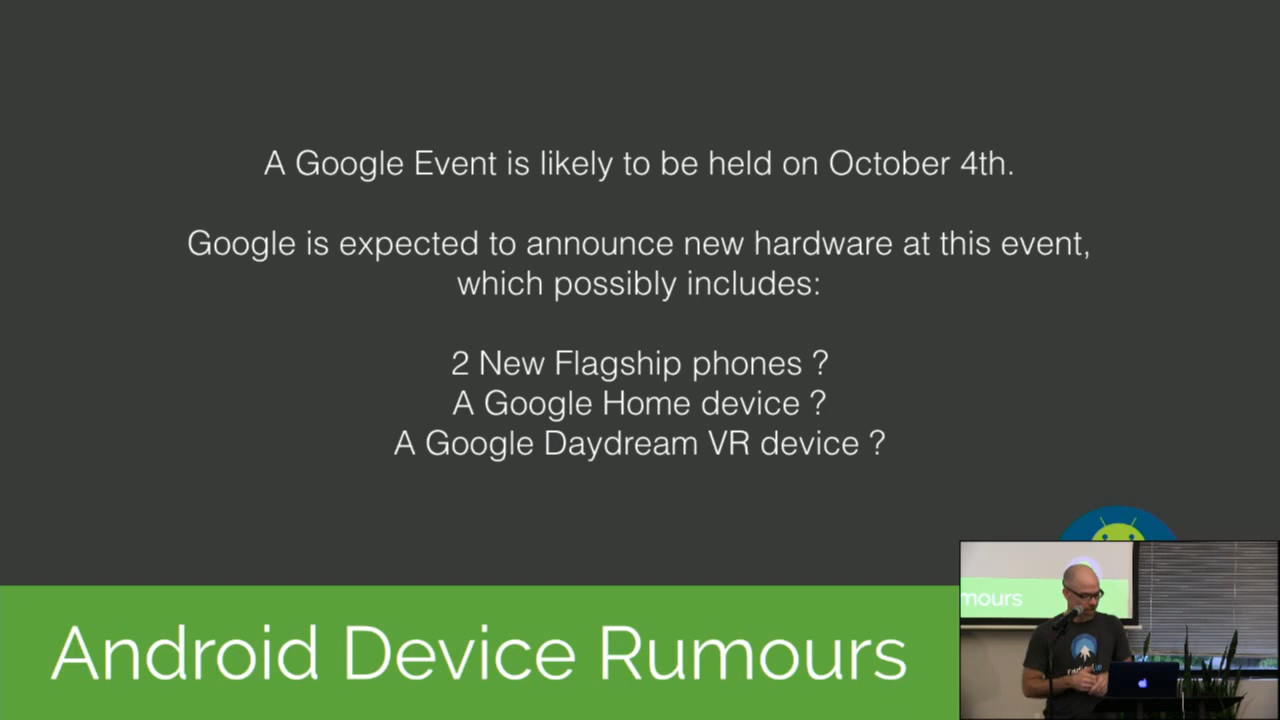 A Google Event is likely to be held on October 4th.
Google is expected to announce new hardware at this event,
which possibly includes:
2 New Flagship phones ?
A Google Home device ?
A Google Daydream VR device ?
Android Device Rumours
mours